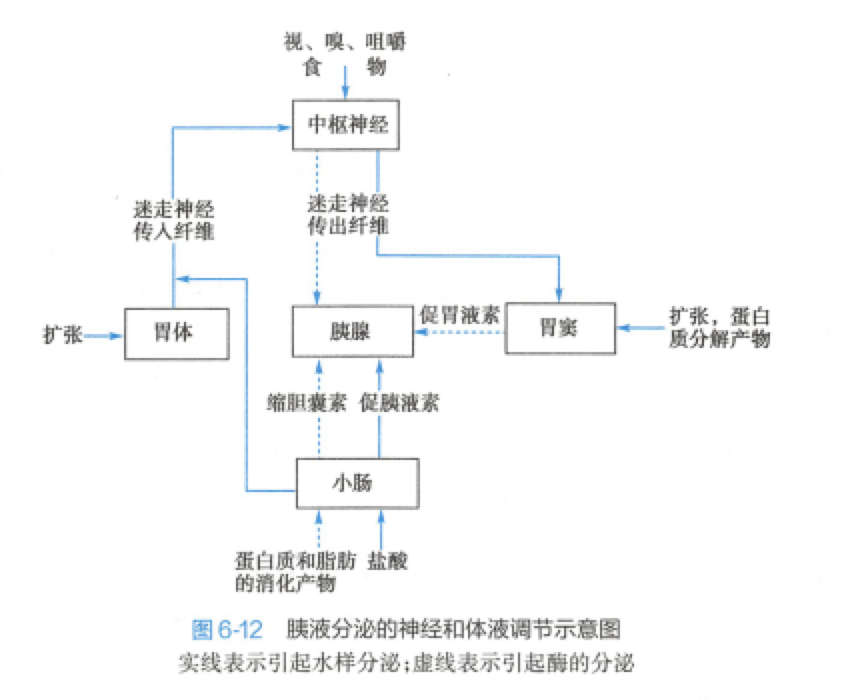 视、嗅、咀嚼
食 物
中枢神经
迷走神经
传入纤维
迷走神经
传出纤维
扩张
胃体
胰腺
促胃液素
胃窦
扩张，蛋白
质分解产物
缩胆囊素
促胰液素
小肠
蛋白质和脂肪
的消化产物
盐酸
图6-12 胰液分泌的神经和体液调节示意图
实线表示引起水样分泌;虚线表示引起酶的分泌